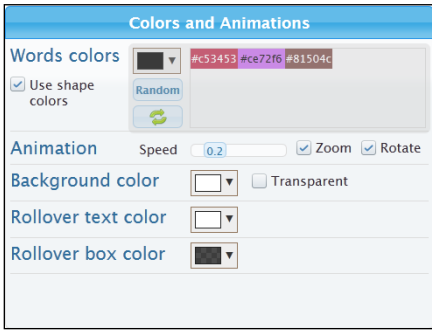 Colors and Animations
Words colors
#c53453 #ce72f6 #81504c
Use shape colors
Random
Animation Speed 0.2 Zoom Rotate
Background color Transparent
Rollover text color
Rollover box color